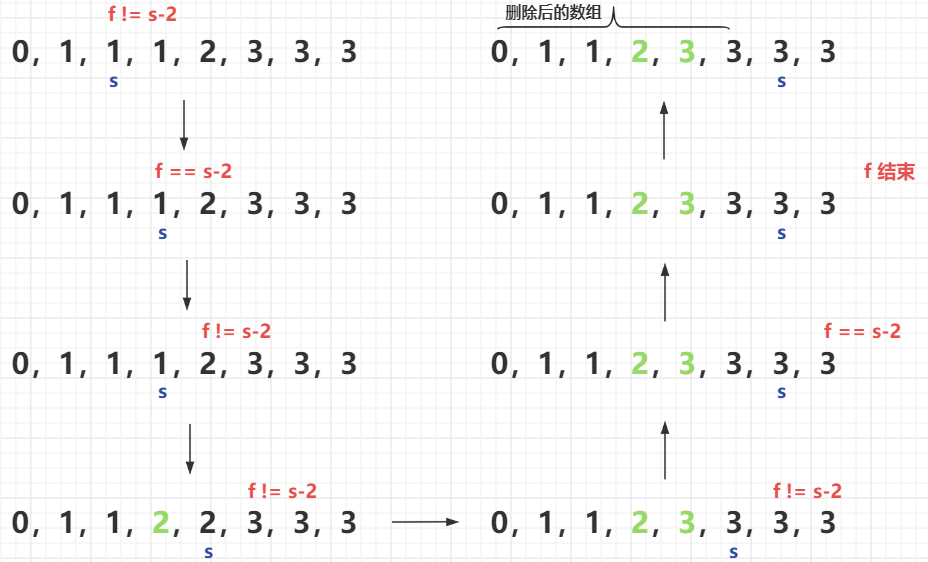 f != s-2
0, 1, 1, 1, 2, 3, 3, 3
s
f == s-2
0, 1, 1, 1, 2, 3, 3, 3
s
f != s-2
0, 1, 1, 1, 2, 3, 3, 3
s
f != s-2
0, 1, 1, 2, 2, 3, 3, 3
s
f != s-2
0, 1, 1, 2, 3, 3, 3, 3
s
f == s-2
0, 1, 1, 2, 3, 3, 3, 3
s
f 结束
0, 1, 1, 2, 3, 3, 3, 3
s
删除后的数组
0, 1, 1, 2, 3, 3, 3, 3
s